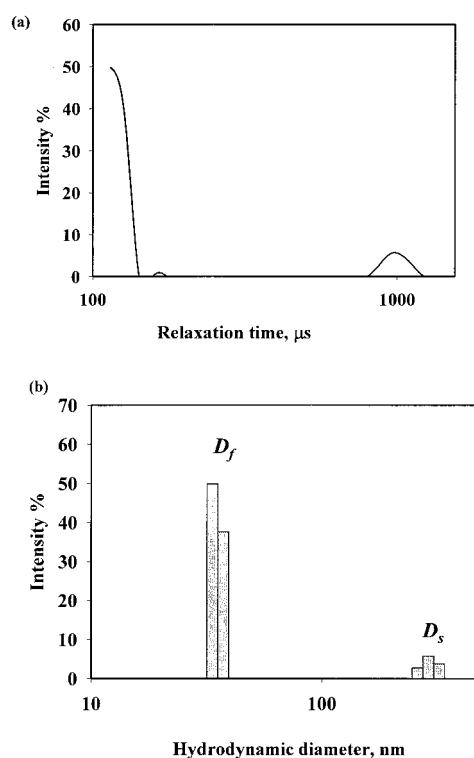 (a)
60
50
40
30
20
10
0
Intensity %
100 1000
Relaxation time, μs
(b)
70
60
50
40
30
20
10
0
Intensity %
D_f
D_s
10 100
Hydrodynamic diameter, nm